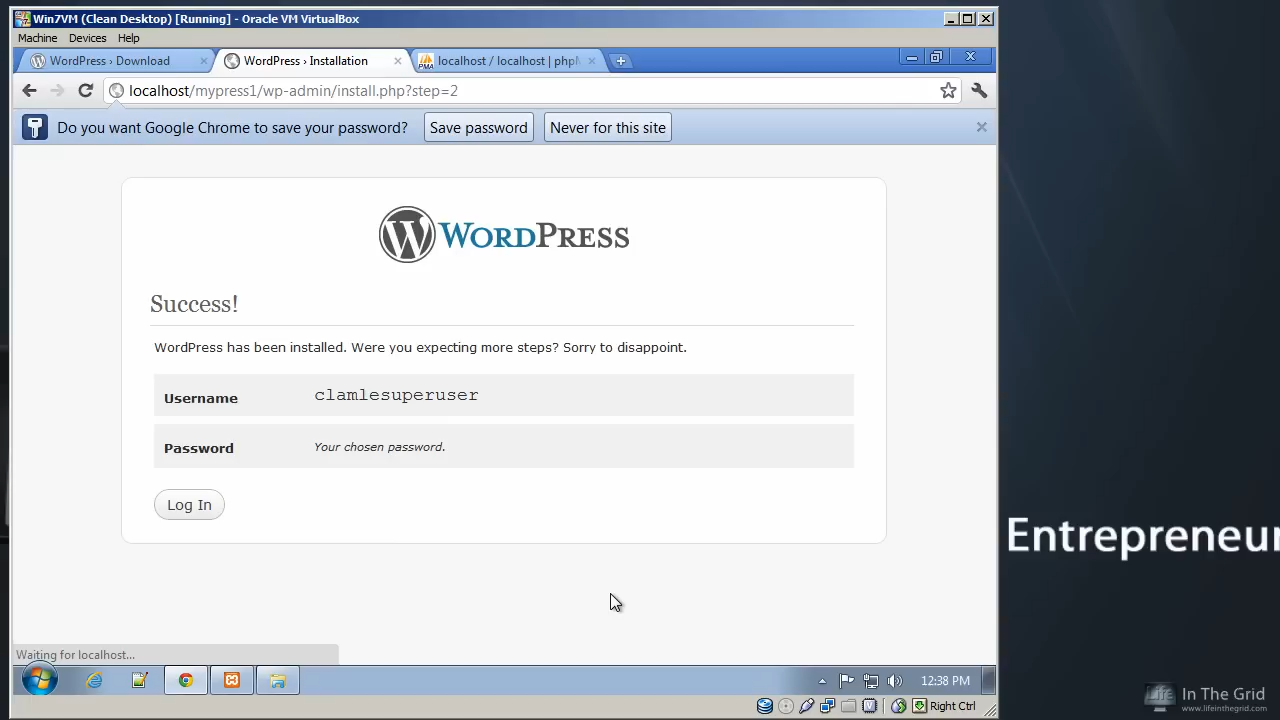 Win7VM (Clean Desktop) [Running] - Oracle VM VirtualBox
Machine Devices Help
WordPress › Download
WordPress › Installation
localhost / localhost | phpM
PMA
localhost/mypress1/wp-admin/install.php?step=2
Do you want Google Chrome to save your password? Save password Never for this site
WORDPRESS
Success!
WordPress has been installed. Were you expecting more steps? Sorry to disappoint.
Username clamlesuperuser
Password Your chosen password.
Log In
Entrepreneur
Waiting for localhost...
12:38 PM
Right Ctrl
Life In The Grid
www.lifeinthegrid.com